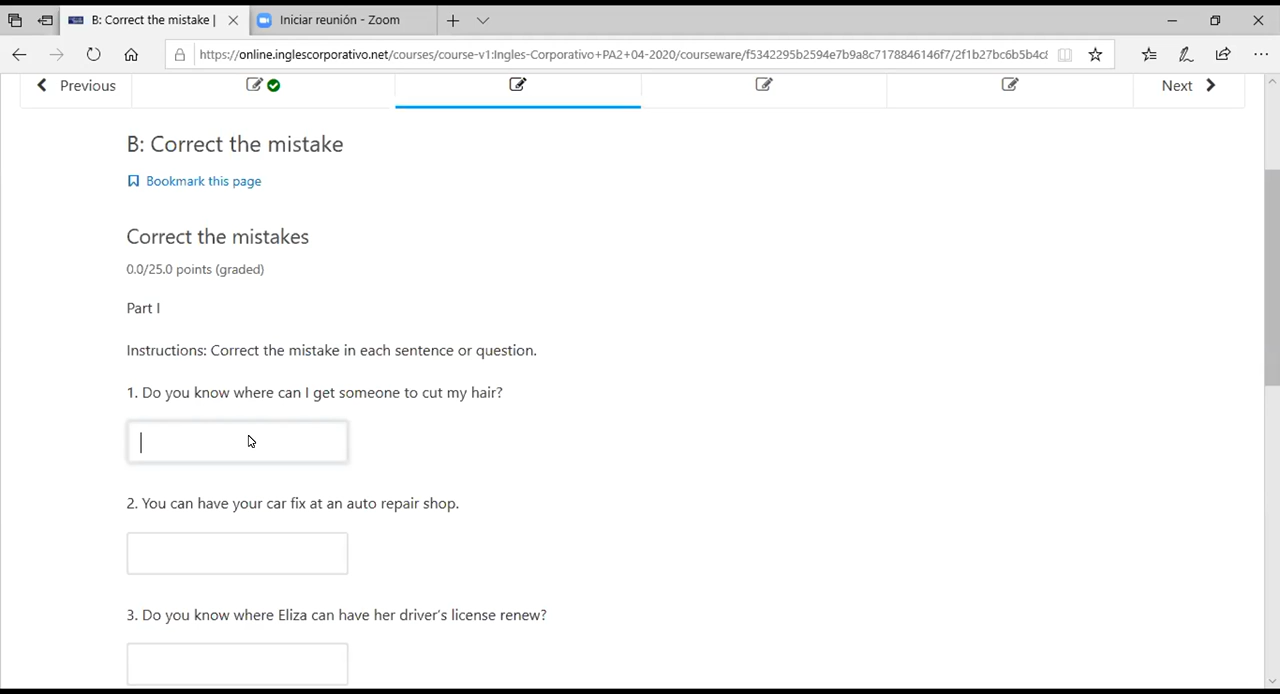 B: Correct the mistake |
Iniciar reunión - Zoom
https://online.inglescorporativo.net/courses/course-v1:Ingles-Corporativo+PA2+04-2020/courseware/f5342295b2594e7b9a8c7178846146f7/2f1b27bc6b5b4c8
Previous
Next
B: Correct the mistake
Bookmark this page
Correct the mistakes
0.0/25.0 points (graded)
Part I
Instructions: Correct the mistake in each sentence or question.
1. Do you know where can I get someone to cut my hair?
2. You can have your car fix at an auto repair shop.
3. Do you know where Eliza can have her driver's license renew?